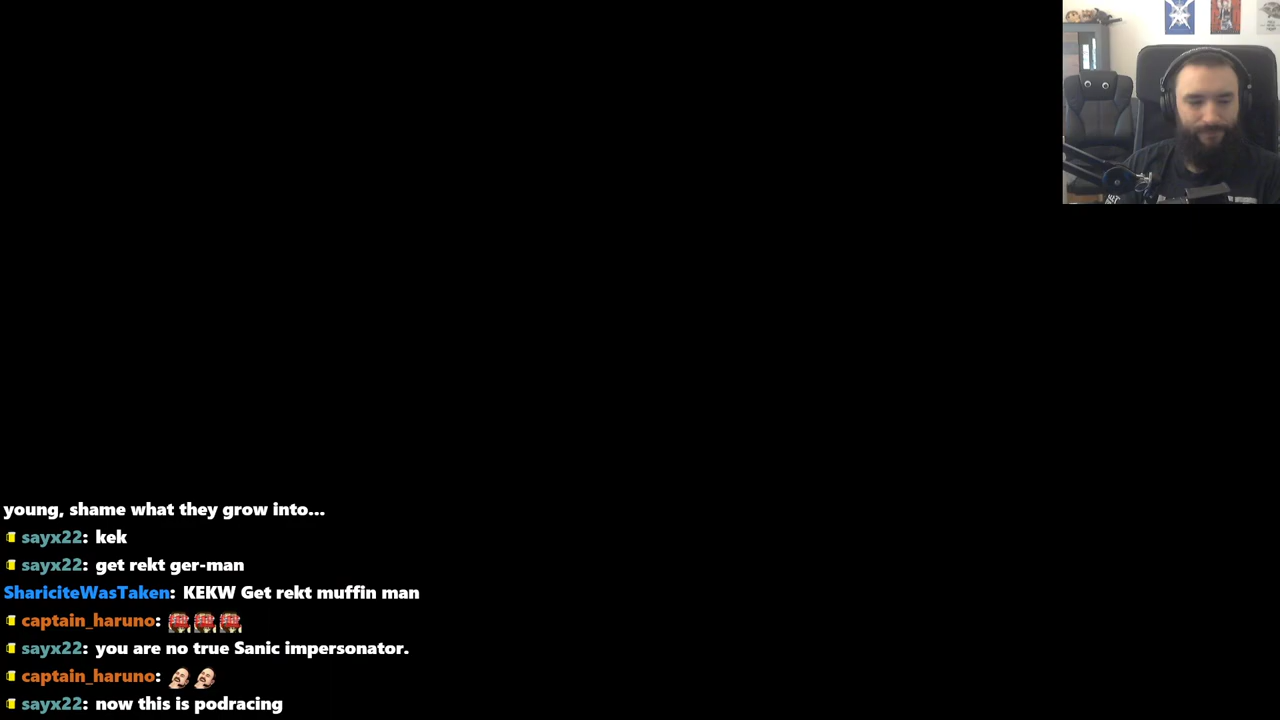 young, shame what they grow into...
sayx22: kek
sayx22: get rekt ger-man
ShariciteWasTaken: KEKW Get rekt muffin man
captain_haruno:
sayx22: you are no true Sanic impersonator.
captain_haruno:
sayx22: now this is podracing